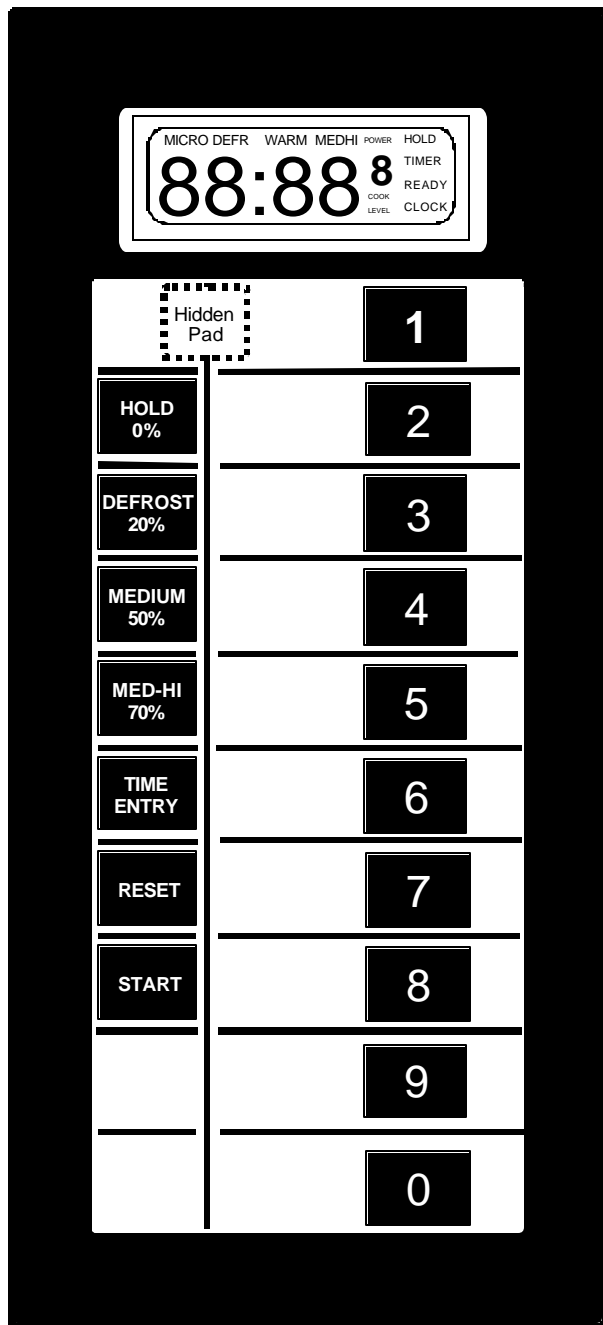 MICRO DEFR WARM MEDHI POWER HOLD
88:88 8 TIMER
READY
COOK
LEVEL CLOCK
Hidden
Pad
1
HOLD
0%
2
DEFROST
20%
3
MEDIUM
50%
4
MED-HI
70%
5
TIME
ENTRY
6
RESET
7
START
8
9
0